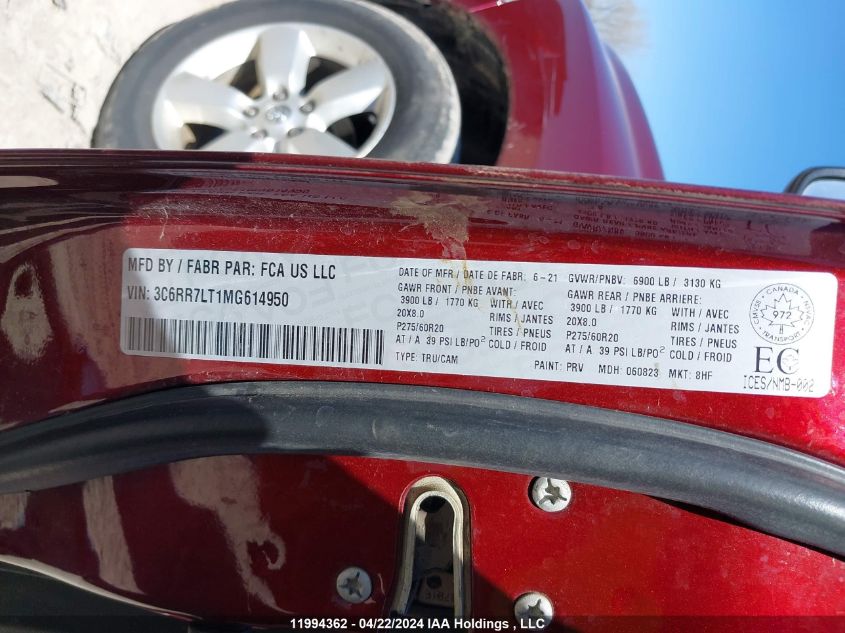 MFD BY / FABR PAR: FCA US LLC
VIN: 3C6RR7LT1MG614950
DATE OF MFR / DATE DE FABR: 6-21 GVWR/PNBV: 6900 LB / 3130 KG
GAWR FRONT / PNBE AVANT:
3900 LB / 1770 KG WITH / AVEC
20X8.0 RIMS / JANTES
P275/60R20 TIRES / PNEUS
AT / A 39 PSI LB/PO² COLD / FROID
GAWR REAR / PNBE ARRIERE:
3900 LB / 1770 KG WITH / AVEC
20X8.0 RIMS / JANTES
P275/60R20 TIRES / PNEUS
AT / A 39 PSI LB/PO² COLD / FROID
TYPE: TRU/CAM PAINT: PRV MDH: 060823 MKT: 8HF
CANADA
CMVSS NSVAC
972
TRANSPORT
EC
ICES/NMB-002
11994362 - 04/22/2024 IAA Holdings, LLC